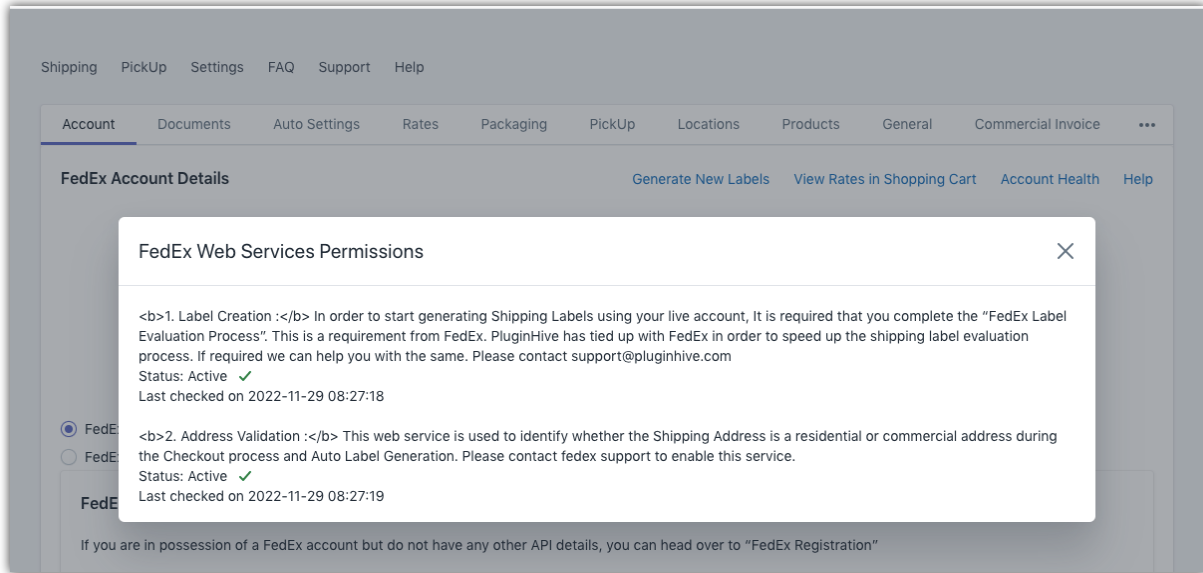 Shipping PickUp Settings FAQ Support Help
Account Documents Auto Settings Rates Packaging PickUp Locations Products General Commercial Invoice •••
FedEx Account Details Generate New Labels View Rates in Shopping Cart Account Health Help
FedEx Web Services Permissions
<b>1. Label Creation :</b> In order to start generating Shipping Labels using your live account, It is required that you complete the “FedEx Label
Evaluation Process”. This is a requirement from FedEx. PluginHive has tied up with FedEx in order to speed up the shipping label evaluation
process. If required we can help you with the same. Please contact support@pluginhive.com
Status: Active ✓
Last checked on 2022-11-29 08:27:18
<b>2. Address Validation :</b> This web service is used to identify whether the Shipping Address is a residential or commercial address during
the Checkout process and Auto Label Generation. Please contact fedex support to enable this service.
Status: Active ✓
Last checked on 2022-11-29 08:27:19
If you are in possession of a FedEx account but do not have any other API details, you can head over to “FedEx Registration”